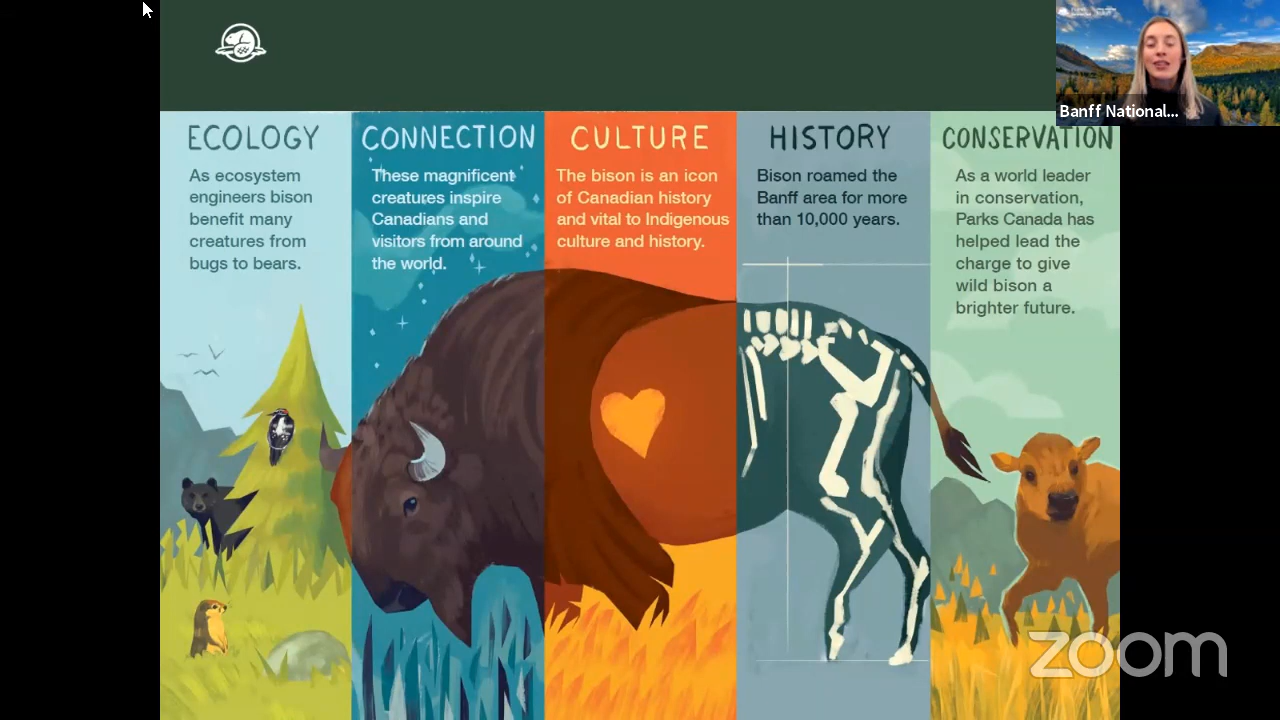 Banff National...
ECOLOGY
As ecosystem
engineers bison
benefit many
creatures from
bugs to bears.
CONNECTION
These magnificent
creatures inspire
Canadians and
visitors from around
the world.
CULTURE
The bison is an icon
of Canadian history
and vital to Indigenous
culture and history.
HISTORY
Bison roamed the
Banff area for more
than 10,000 years.
CONSERVATION
As a world leader
in conservation,
Parks Canada has
helped lead the
charge to give
wild bison a
brighter future.
zoom